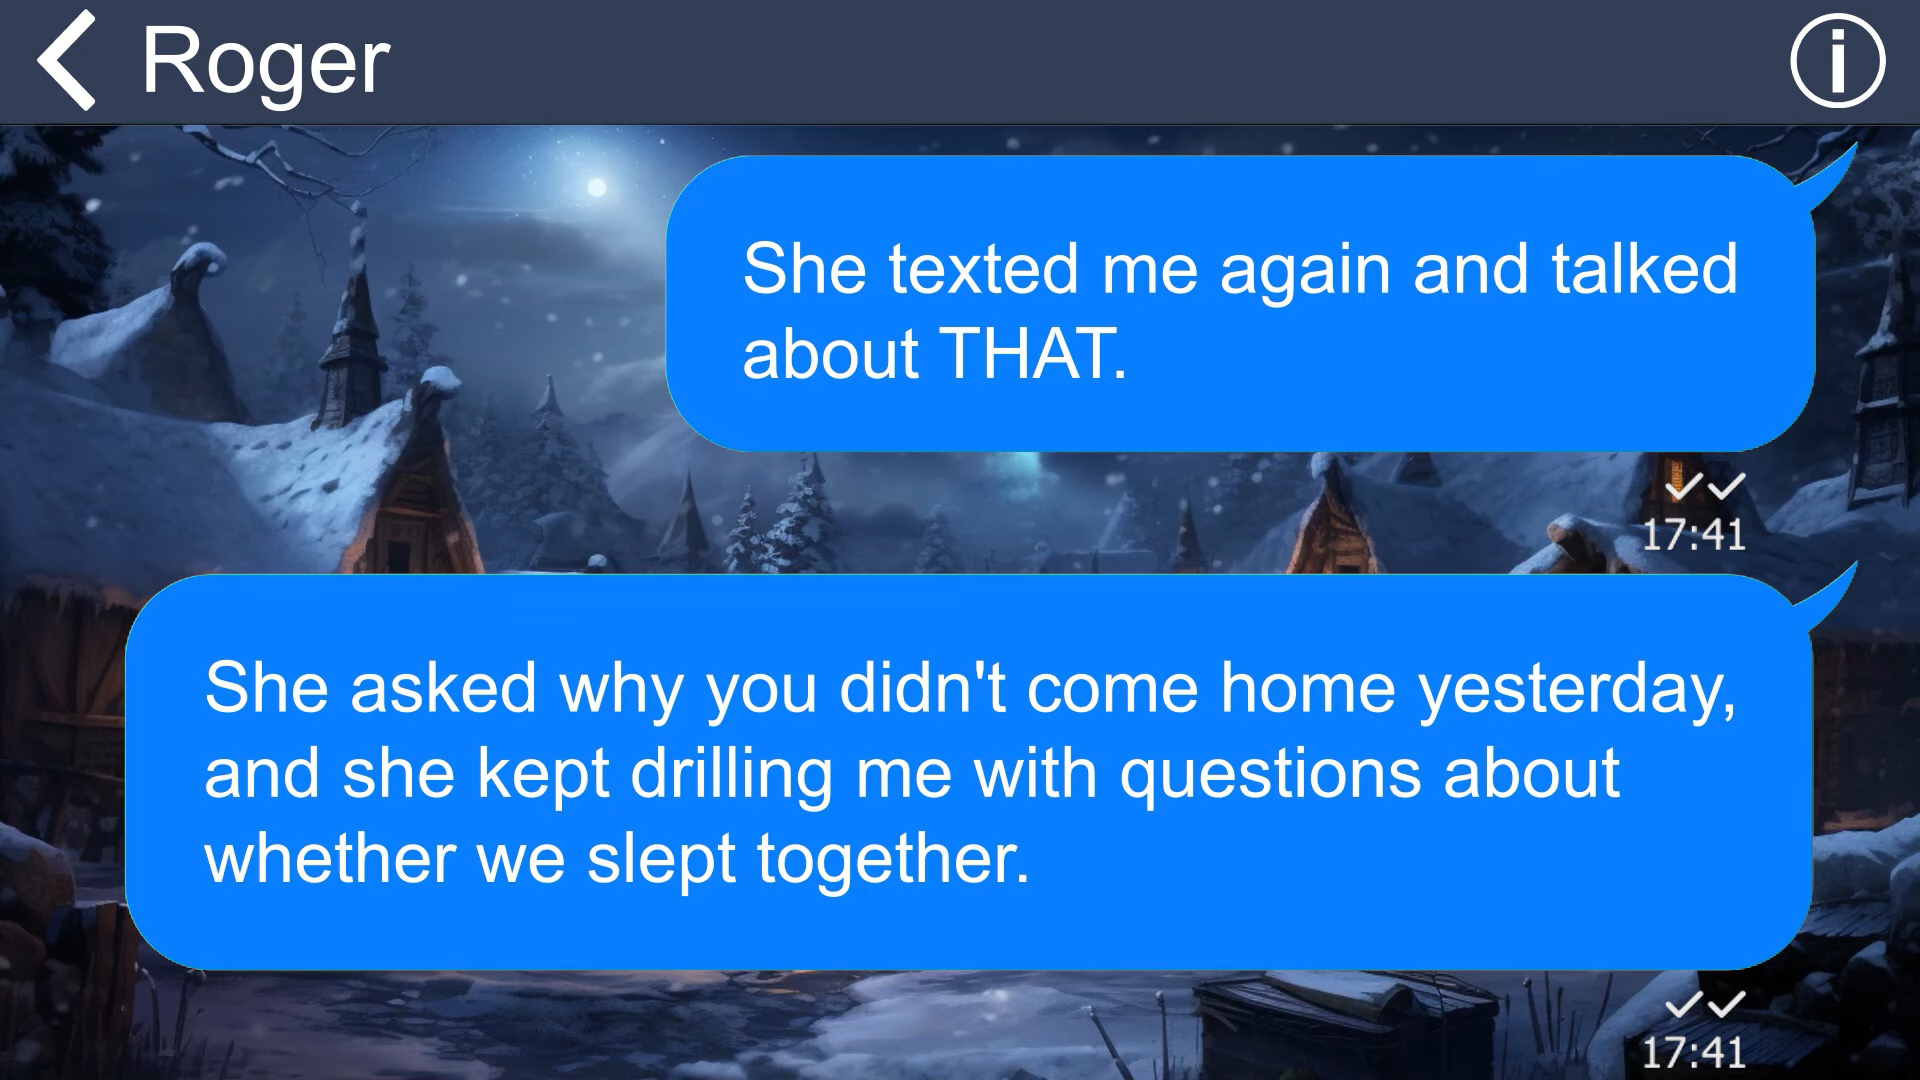 Roger
She texted me again and talked
about THAT.
17:41
She asked why you didn't come home yesterday,
and she kept drilling me with questions about
whether we slept together.
17:41